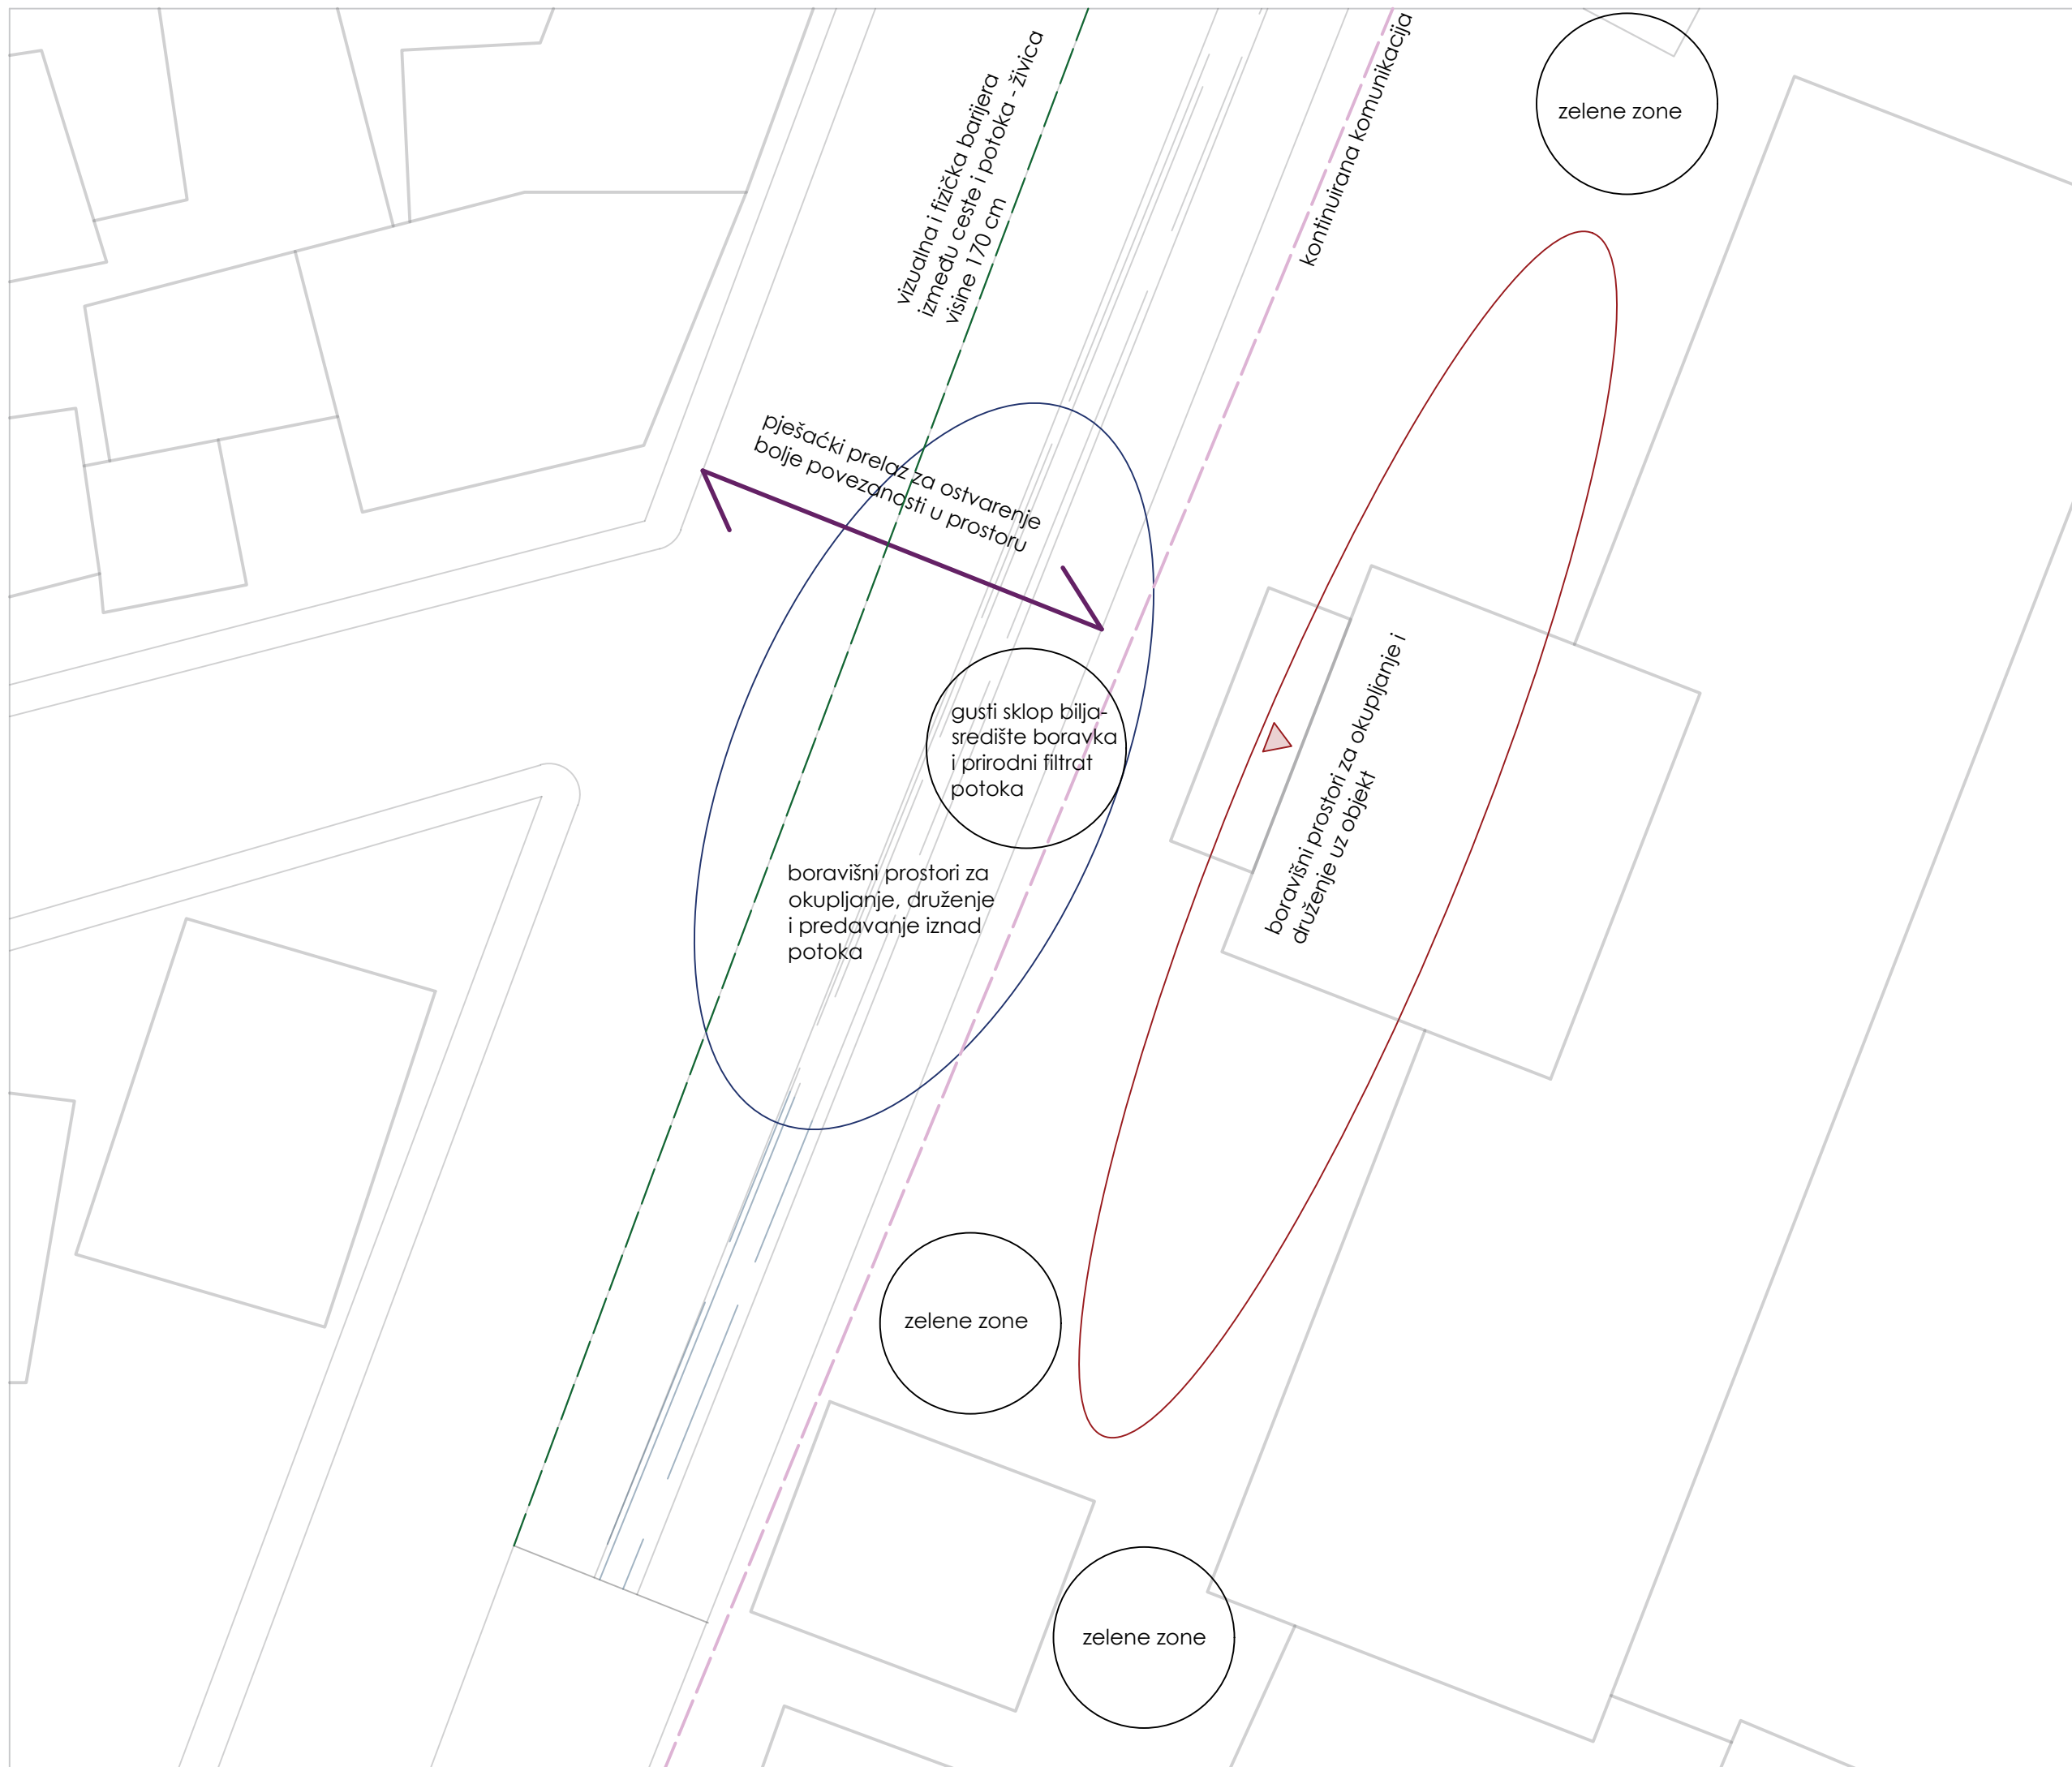 vizualna i fizička barijera
između ceste i potoka - živica
visine 170 cm
kontinuirana komunikacija
zelene zone
pješaćki prelaz za ostvarenje
bolje povezanosti u prostoru
gusti sklop bilja-
središte boravka
i prirodni filtrat
potoka
boravišni prostori za okupljanje i
druženje uz objekt
boravišni prostori za
okupljanje, druženje
i predavanje iznad
potoka
zelene zone
zelene zone